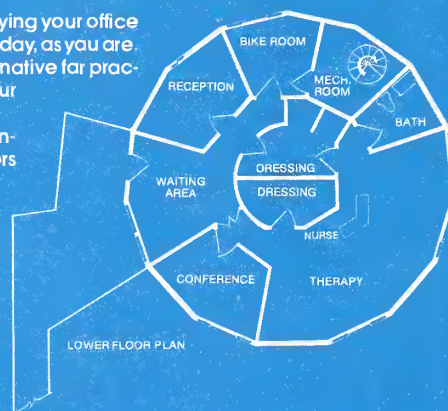 ying your office
day, as you are
native far prac-
ur
n-
ers
BIKE ROOM
RECEPTION
MECH.
ROOM
BATH
WAITING
AREA
DRESSING
DRESSING
NURSE
CONFERENCE
THERAPY
LOWER FLOOR PLAN